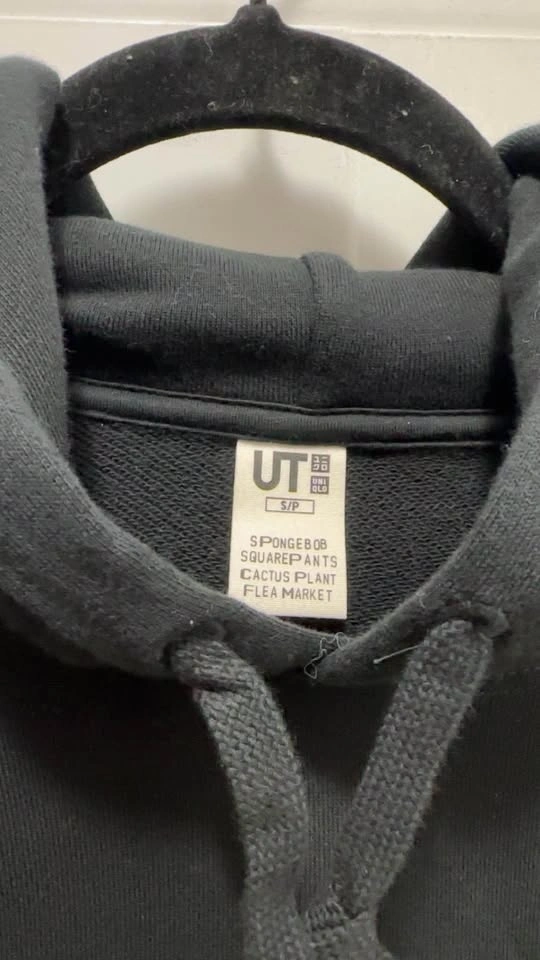 UT ユニクロ UNIQLO
S/P
SPONGEBOB
SQUAREPANTS
CACTUS PLANT
FLEA MARKET